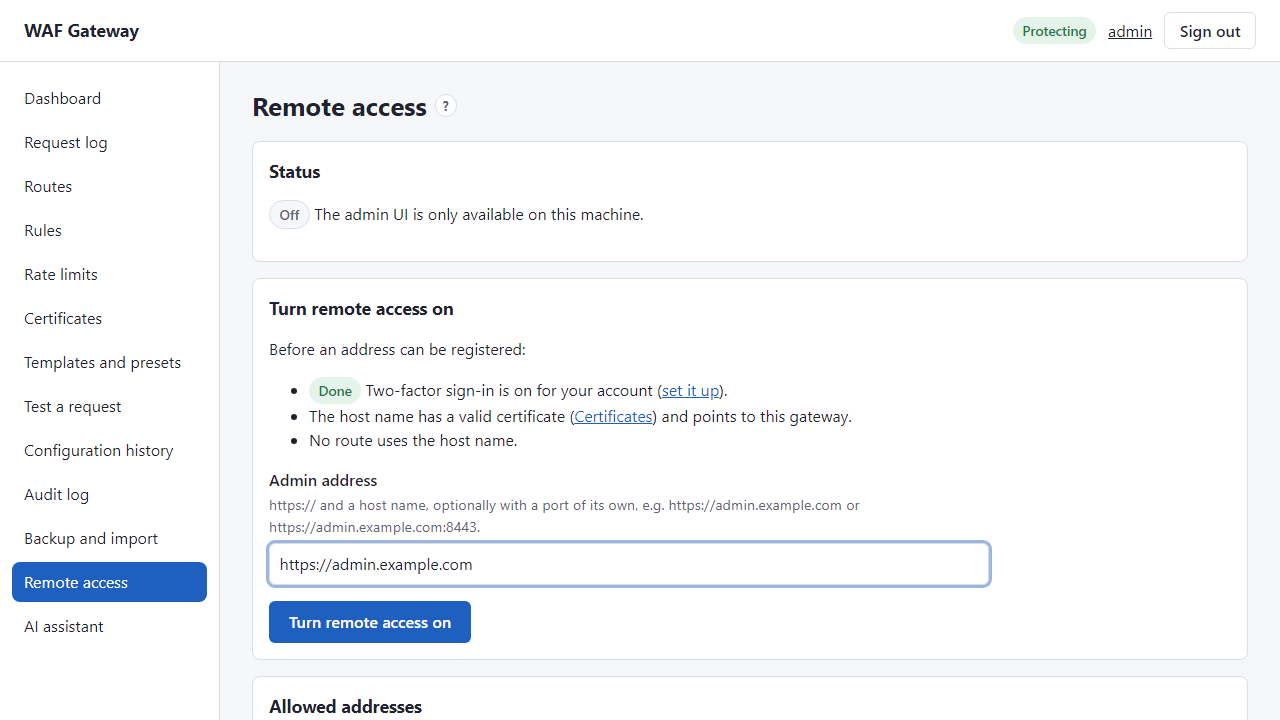 WAF Gateway
Protecting
admin
Sign out
Dashboard
Request log
Routes
Rules
Rate limits
Certificates
Templates and presets
Test a request
Configuration history
Audit log
Backup and import
Remote access
AI assistant
Remote access ?
Status
Off The admin UI is only available on this machine.
Turn remote access on
Before an address can be registered:
Done Two-factor sign-in is on for your account (set it up).
The host name has a valid certificate (Certificates) and points to this gateway.
No route uses the host name.
Admin address
https:// and a host name, optionally with a port of its own, e.g. https://admin.example.com or
https://admin.example.com:8443.
https://admin.example.com
Turn remote access on
Allowed addresses